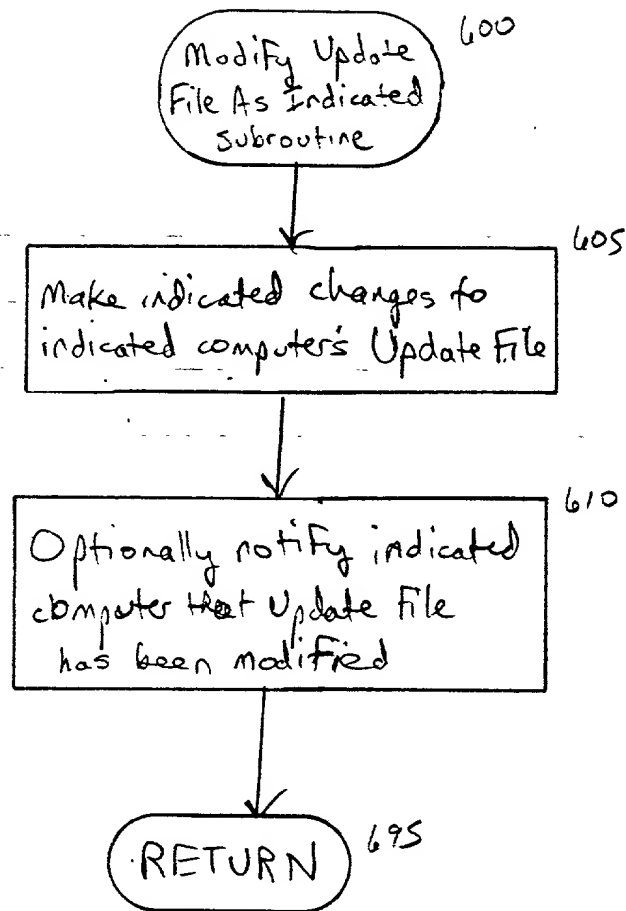 600
Modify Update
File As Indicated
subroutine
605
Make indicated changes to
indicated computer's Update File
610
Optionally notify indicated
computer that Update File
has been modified
RETURN
695